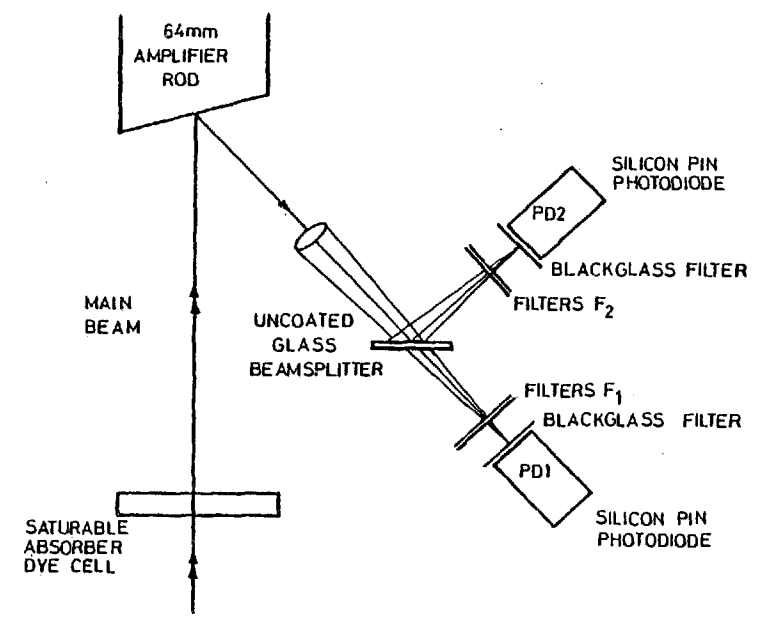 64mm
AMPLIFIER
ROD
SILICON PIN
PHOTODIODE
PD2
BLACKGLASS FILTER
FILTERS F₂
MAIN
BEAM
UNCOATED
GLASS
BEAMSPLITTER
FILTERS F₁
BLACKGLASS FILTER
PD1
SILICON PIN
PHOTODIODE
SATURABLE
ABSORBER
DYE CELL